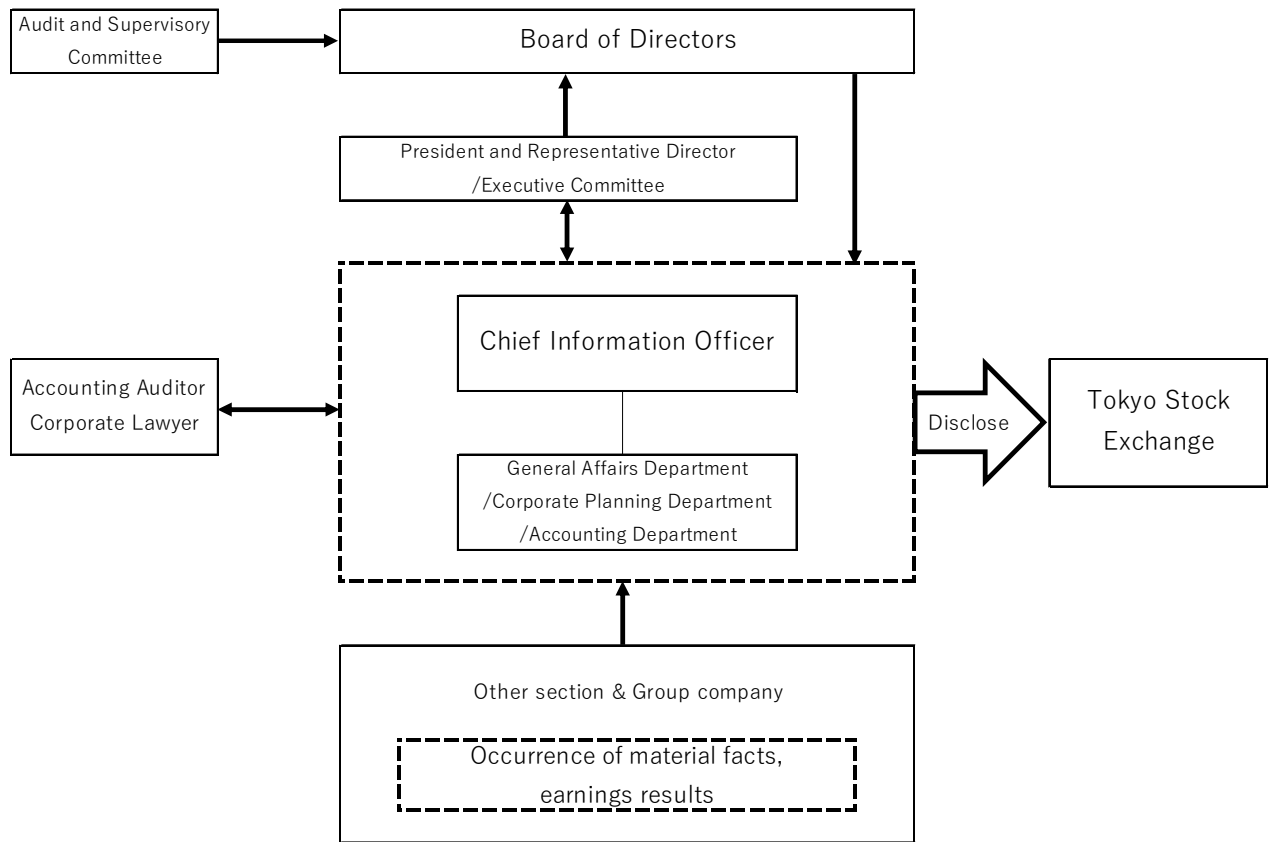 Audit and Supervisory
Committee
Board of Directors
President and Representative Director
/Executive Committee
Chief Information Officer
Accounting Auditor
Corporate Lawyer
General Affairs Department
/Corporate Planning Department
/Accounting Department
Disclose
Tokyo Stock
Exchange
Other section & Group company
Occurrence of material facts,
earnings results